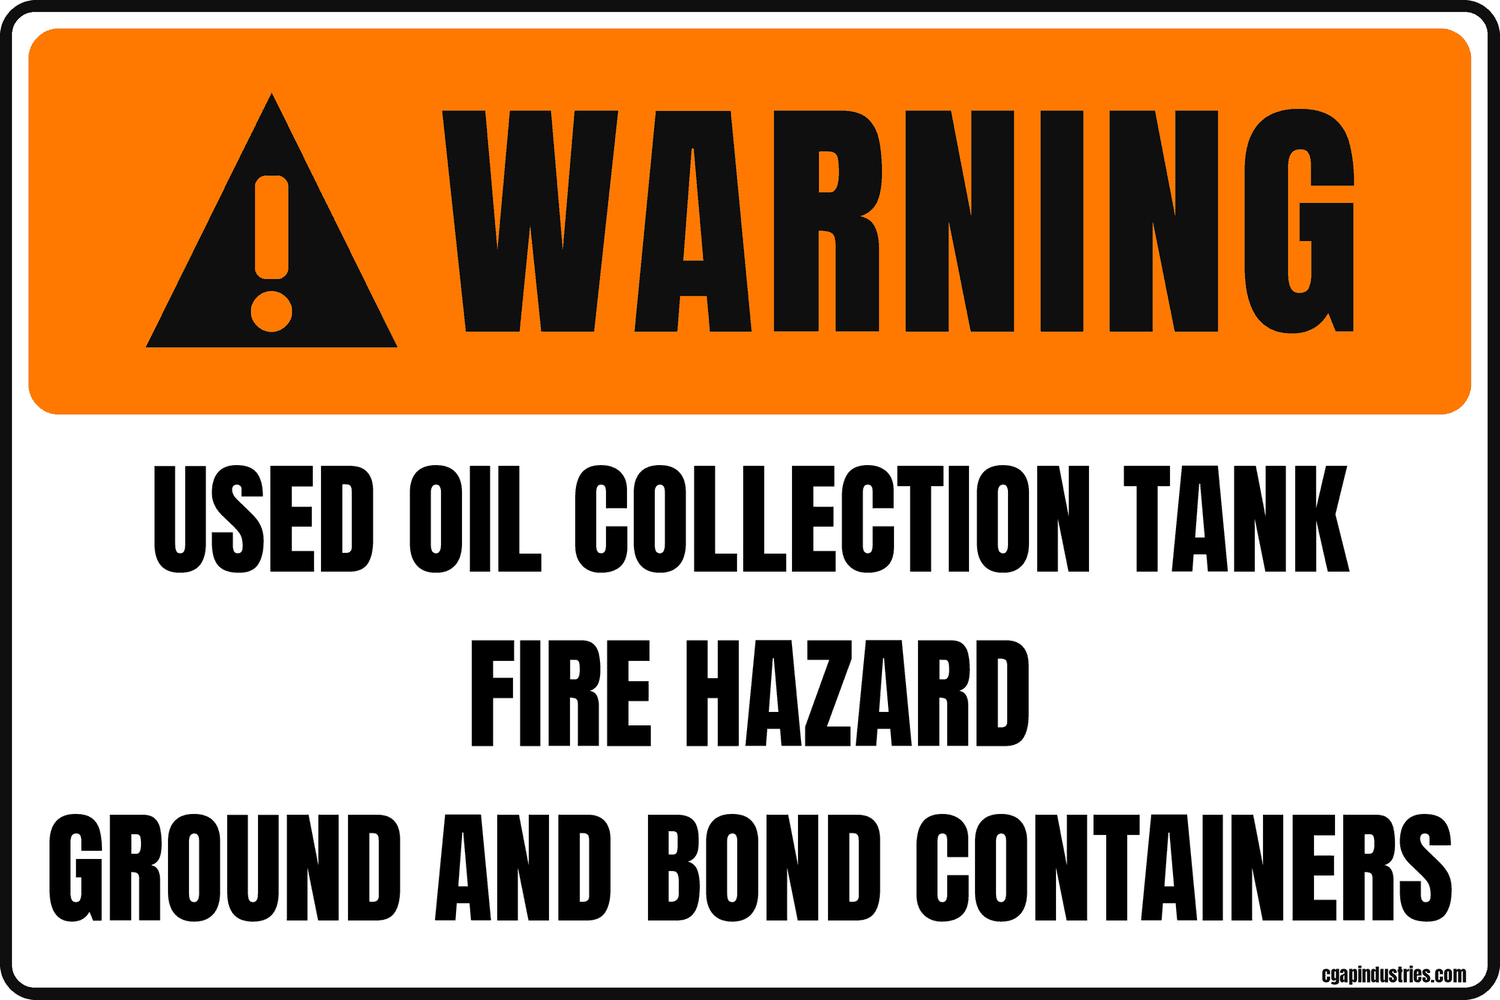 WARNING
USED OIL COLLECTION TANK
FIRE HAZARD
GROUND AND BOND CONTAINERS
cgapindustries.com